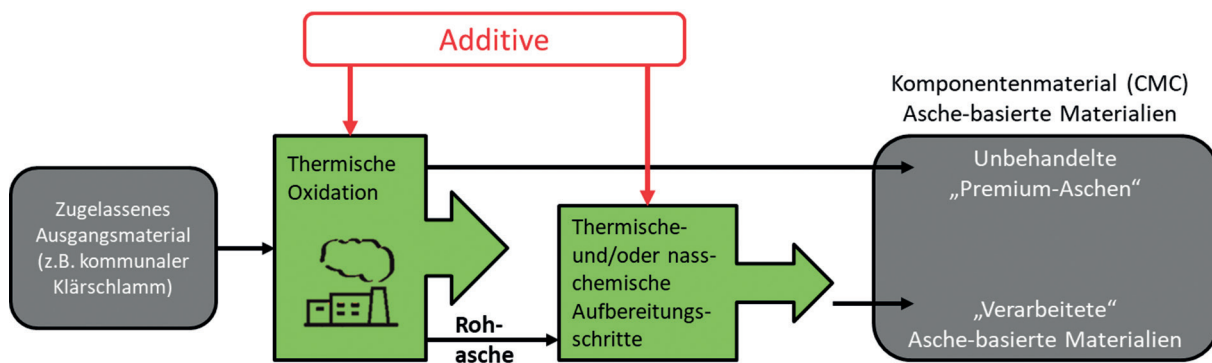 Additive
Komponentenmaterial (CMC)
Asche-basierte Materialien
Zugelassenes
Ausgangsmaterial
(z.B. kommunaler
Klärschlamm)
Thermische
Oxidation
Roh-
asche
Thermische-
und/oder nass-
chemische
Aufbereitungs-
schritte
Unbehandelte
„Premium-Aschen“
„Verarbeitete“
Asche-basierte Materialien